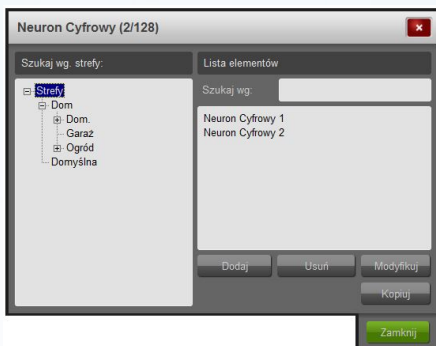 Neuron Cyfrowy (2/128)
Szukaj wg. strefy:
Strefy
Dom
Dom.
Garaż
Ogród
Domyślna
Lista elementów
Szukaj wg:
Neuron Cyfrowy 1
Neuron Cyfrowy 2
Dodaj
Usuń
Modyfikuj
Kopiuj
Zamknij